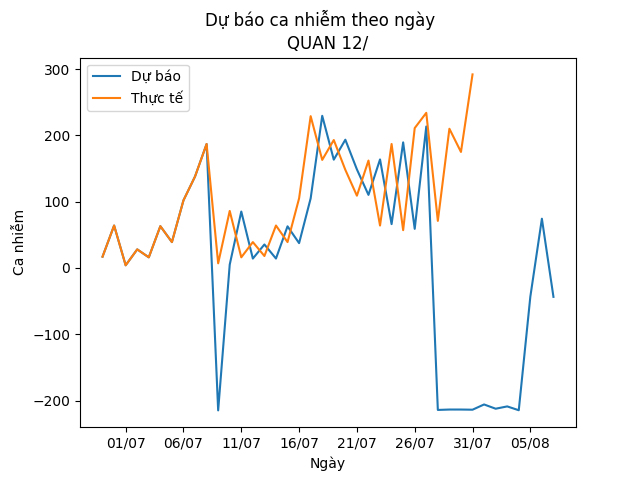 Dự báo ca nhiễm theo ngày
QUAN 12/
Dự báo
Thực tế
Ca nhiễm
300
200
100
0
−100
−200
01/07 06/07 11/07 16/07 21/07 26/07 31/07 05/08
Ngày